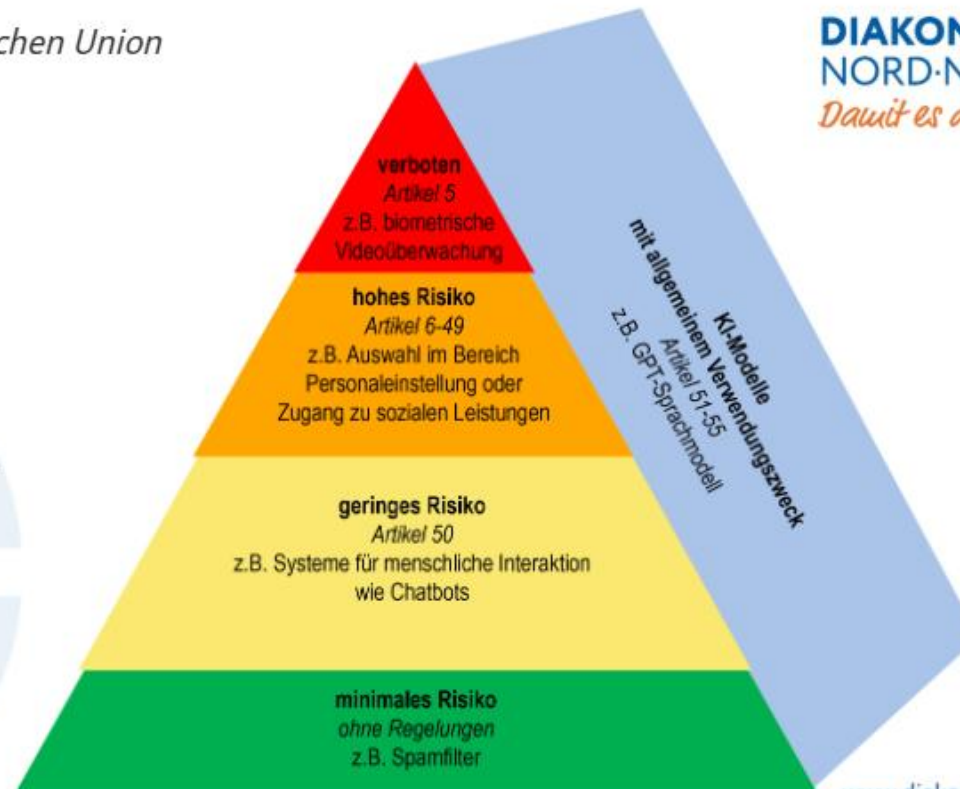 chen Union
DIAKON
NORD·N
Damit es
verboten
Artikel 5
z.B. biometrische
Videoüberwachung
hohes Risiko
Artikel 6-49
z.B. Auswahl im Bereich
Personaleinstellung oder
Zugang zu sozialen Leistungen
geringes Risiko
Artikel 50
z.B. Systeme für menschliche Interaktion
wie Chatbots
minimales Risiko
ohne Regelungen
z.B. Spamfilter
KI-Modelle
mit allgemeinem Verwendungszweck
Artikel 51-55
z.B. GPT-Sprachmodell